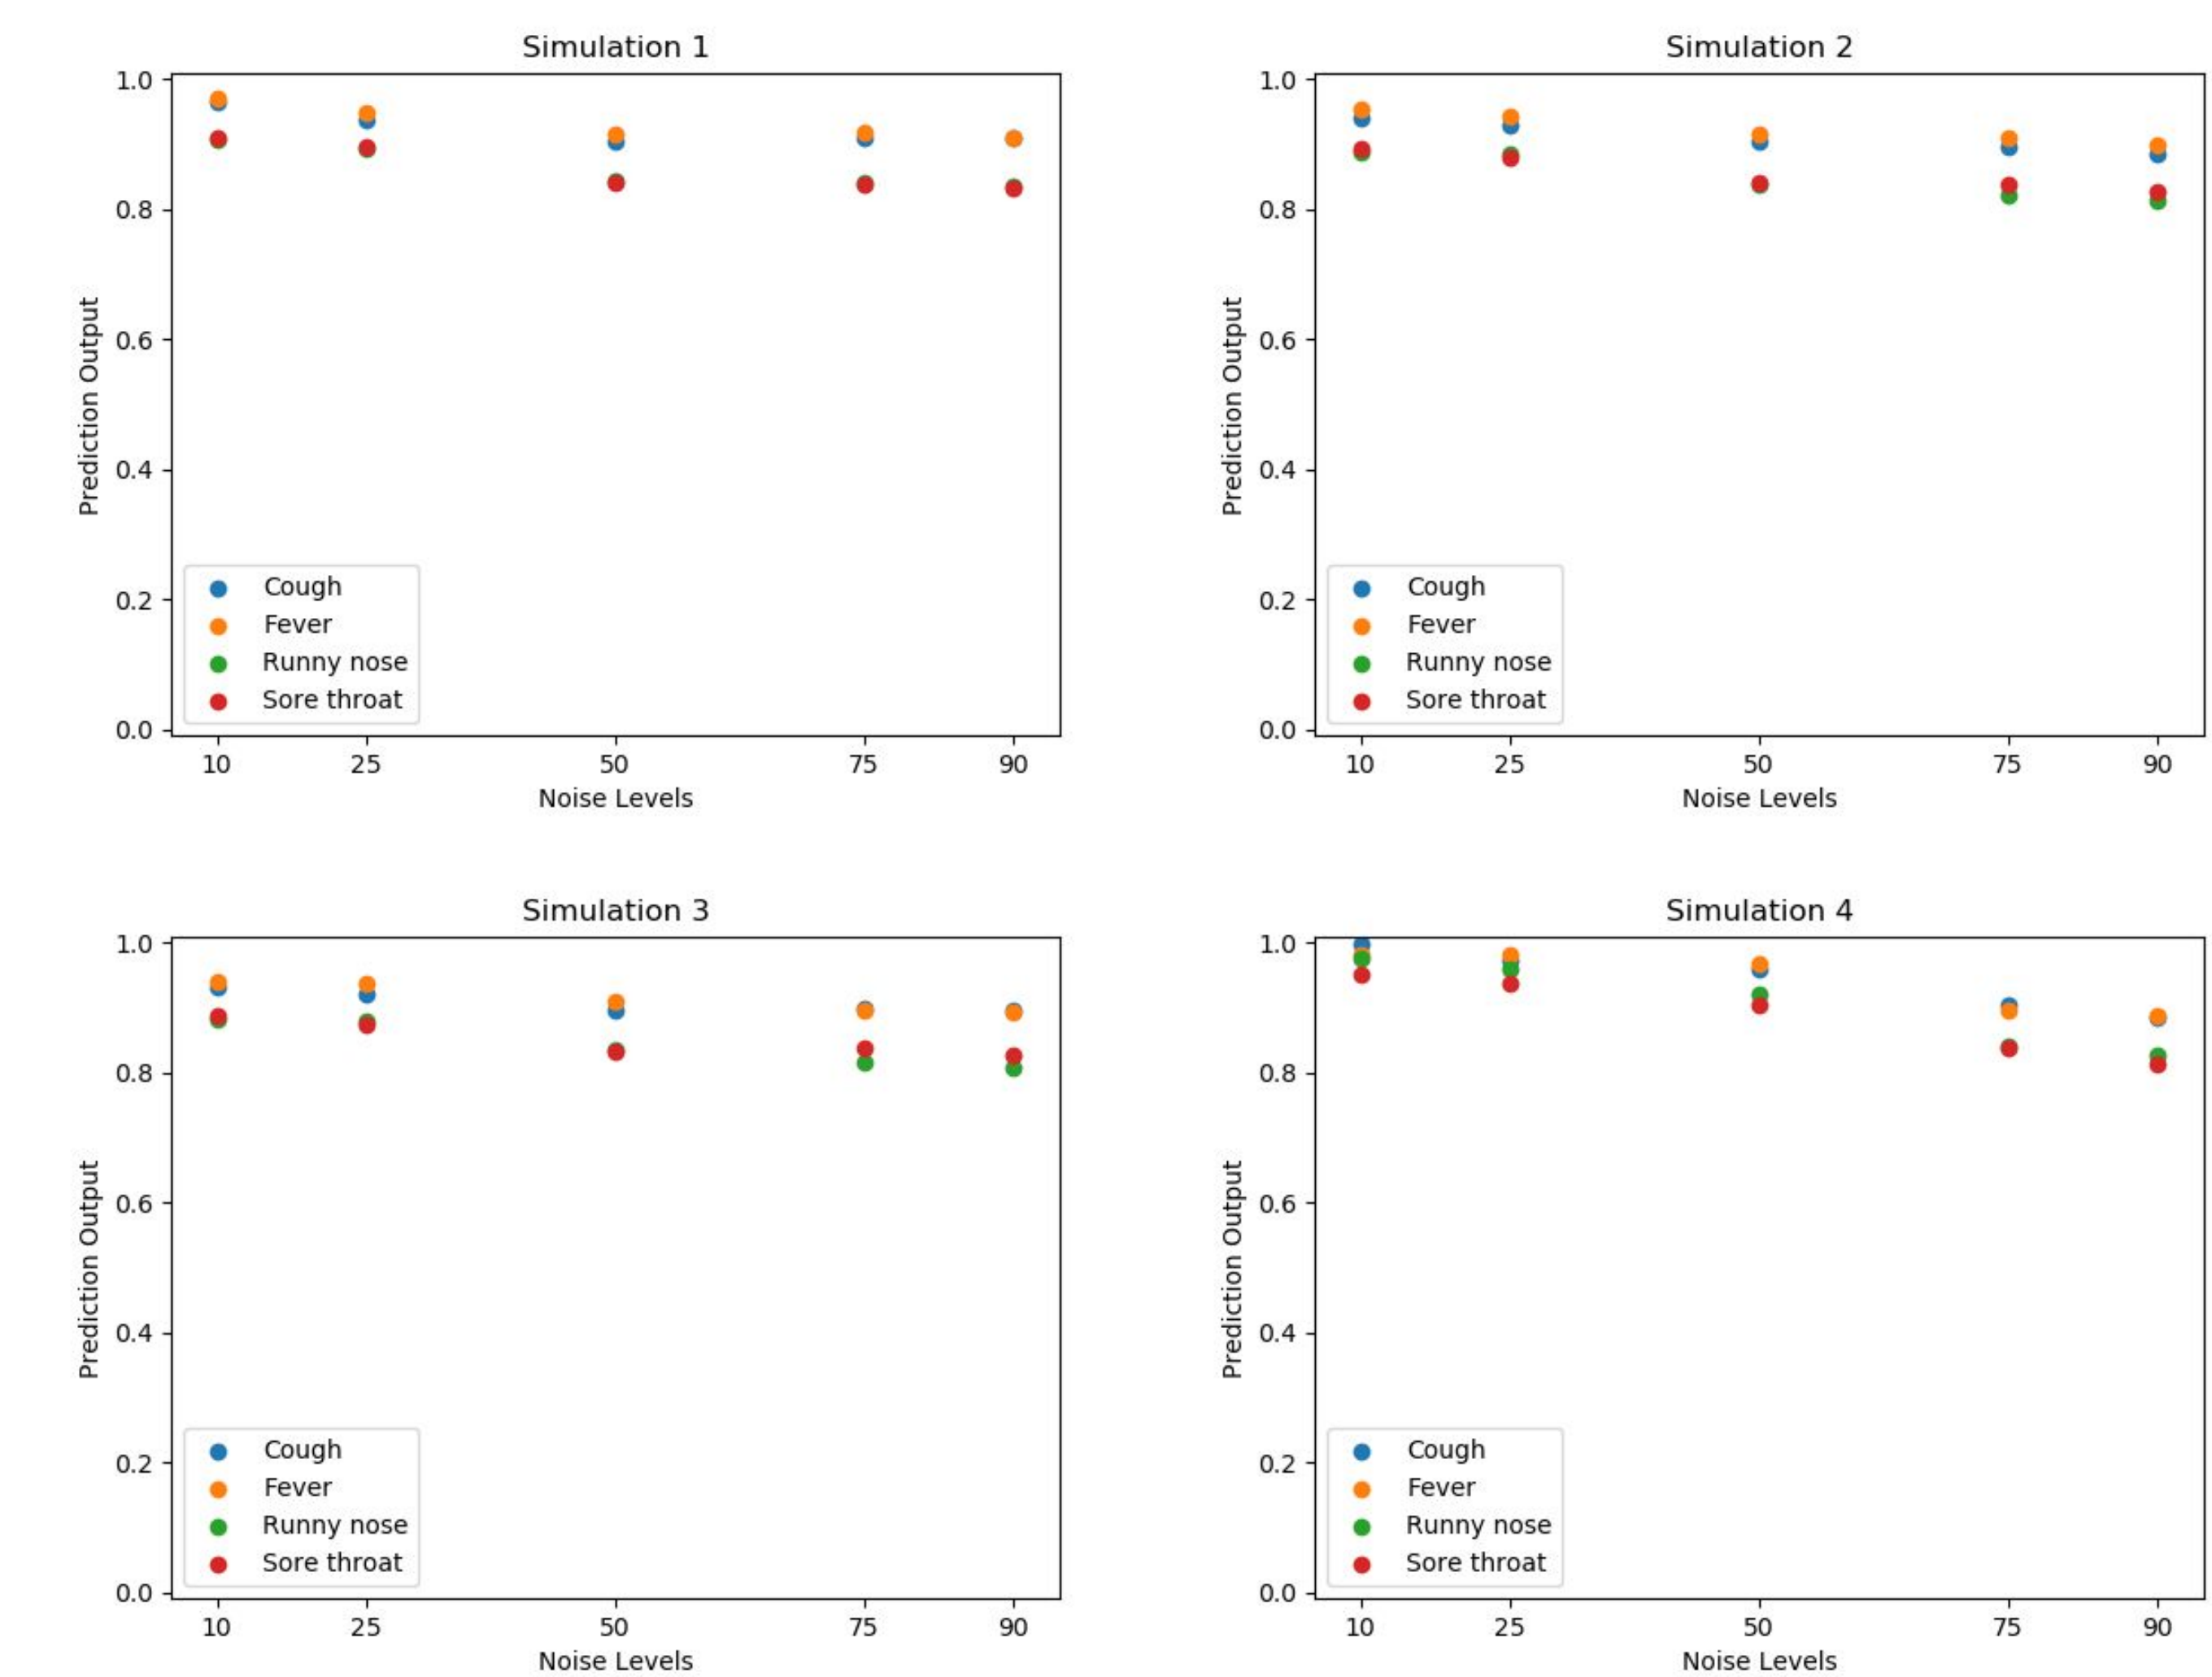 Simulation 1
1.0
0.8
0.6
0.4
0.2
0.0
Prediction Output
Cough
Fever
Runny nose
Sore throat
10 25 50 75 90
Noise Levels
Simulation 2
1.0
0.8
0.6
0.4
0.2
0.0
Prediction Output
Cough
Fever
Runny nose
Sore throat
10 25 50 75 90
Noise Levels
Simulation 3
1.0
0.8
0.6
0.4
0.2
0.0
Prediction Output
Cough
Fever
Runny nose
Sore throat
10 25 50 75 90
Noise Levels
Simulation 4
1.0
0.8
0.6
0.4
0.2
0.0
Prediction Output
Cough
Fever
Runny nose
Sore throat
10 25 50 75 90
Noise Levels